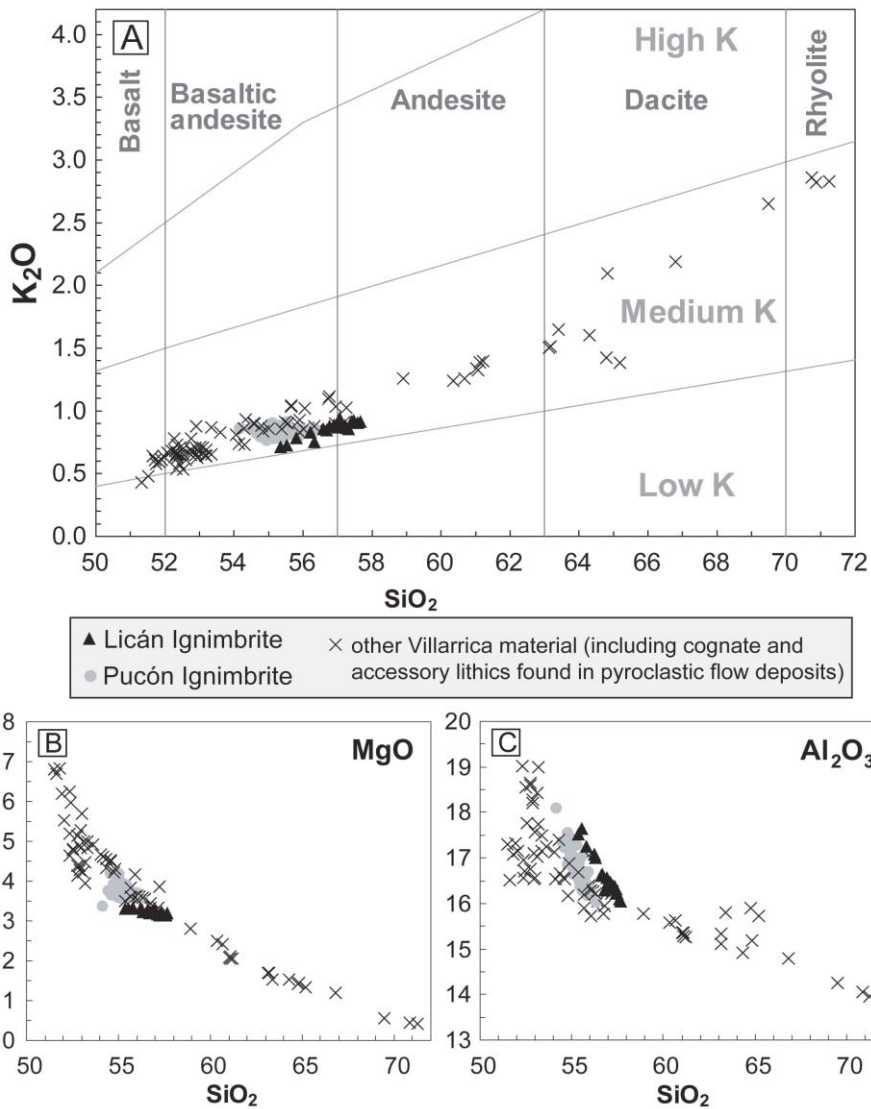 A
High K
Basalt
Basaltic
andesite
Andesite
Dacite
Rhyolite
Medium K
Low K
K₂O
4.0
3.5
3.0
2.5
2.0
1.5
1.0
0.5
0.0
50 52 54 56 58 60 62 64 66 68 70 72
SiO₂
▲ Licán Ignimbrite
● Pucón Ignimbrite
× other Villarrica material (including cognate and
accessory lithics found in pyroclastic flow deposits)
B
MgO
8
7
6
5
4
3
2
1
0
50 55 60 65 70
SiO₂
C
Al₂O₃
20
19
18
17
16
15
14
13
50 55 60 65 70
SiO₂